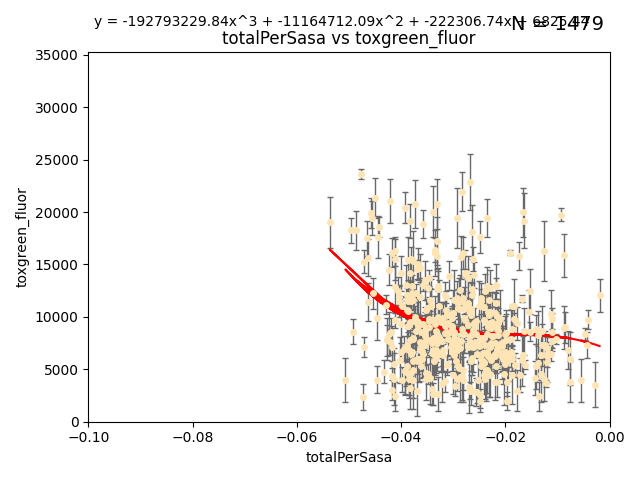 y = -192793229.84x^3 + -11164712.09x^2 + -222306.74x +
N = 1479
totalPerSasa vs toxgreen_fluor
35000
30000
25000
20000
15000
10000
5000
0
toxgreen_fluor
−0.10 −0.08 −0.06 −0.04 −0.02 0.00
totalPerSasa